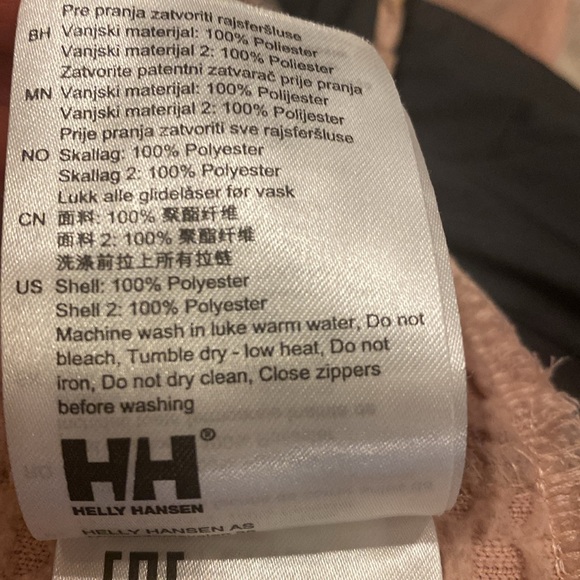 Pre pranja zatvoriti rajsferšluse
BH Vanjski materijal: 100% Poliester
Vanjski materijal 2: 100% Poliester
Zatvorite patentni zatvarač prije pranja
MN Vanjski materijal: 100% Polijester
Vanjski materijal 2: 100% Polijester
Prije pranja zatvoriti sve rajsferšluse
NO Skallag: 100% Polyester
Skallag 2: 100% Polyester
Lukk alle glidelåser før vask
CN 面料: 100% 聚酯纤维
面料 2: 100% 聚酯纤维
洗涤前拉上所有拉链
US Shell: 100% Polyester
Shell 2: 100% Polyester
Machine wash in luke warm water, Do not
bleach, Tumble dry - low heat, Do not
iron, Do not dry clean, Close zippers
before washing
HH®
HELLY HANSEN
HELLY HANSEN AS